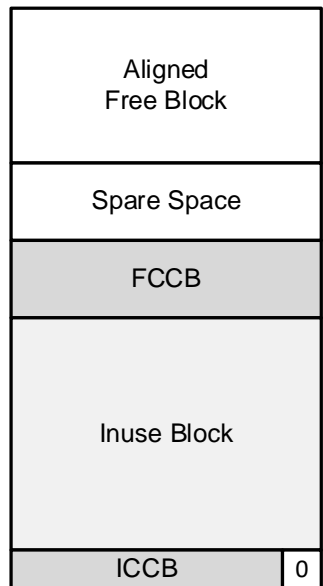 Aligned
Free Block
Spare Space
FCCB
Inuse Block
ICCB 0